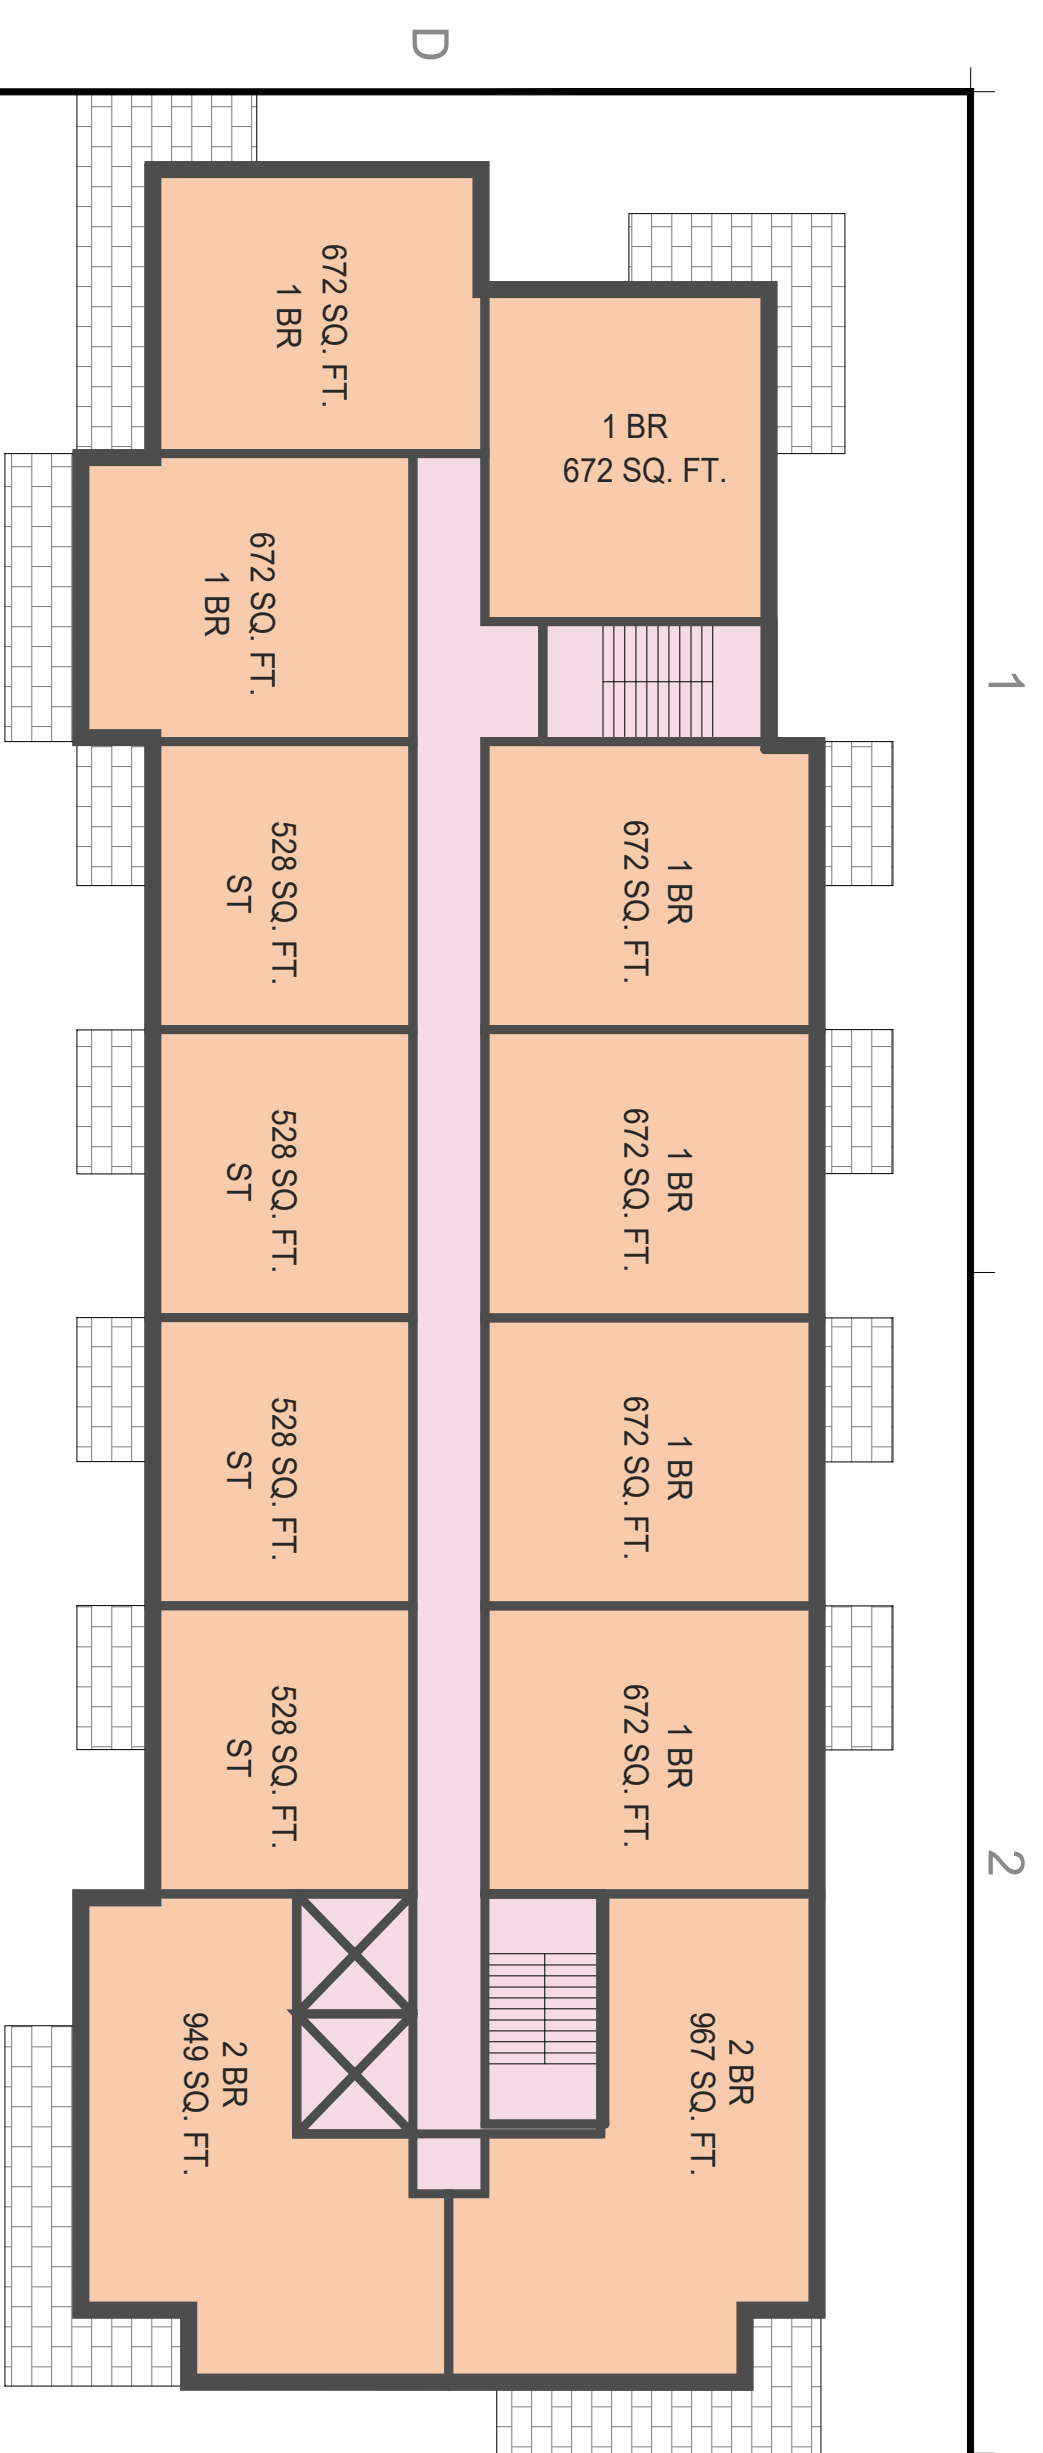 D
1
2
672 SQ. FT.
1 BR
1 BR
672 SQ. FT.
672 SQ. FT.
1 BR
1 BR
672 SQ. FT.
528 SQ. FT.
ST
1 BR
672 SQ. FT.
528 SQ. FT.
ST
1 BR
672 SQ. FT.
528 SQ. FT.
ST
1 BR
672 SQ. FT.
528 SQ. FT.
ST
2 BR
967 SQ. FT.
2 BR
949 SQ. FT.